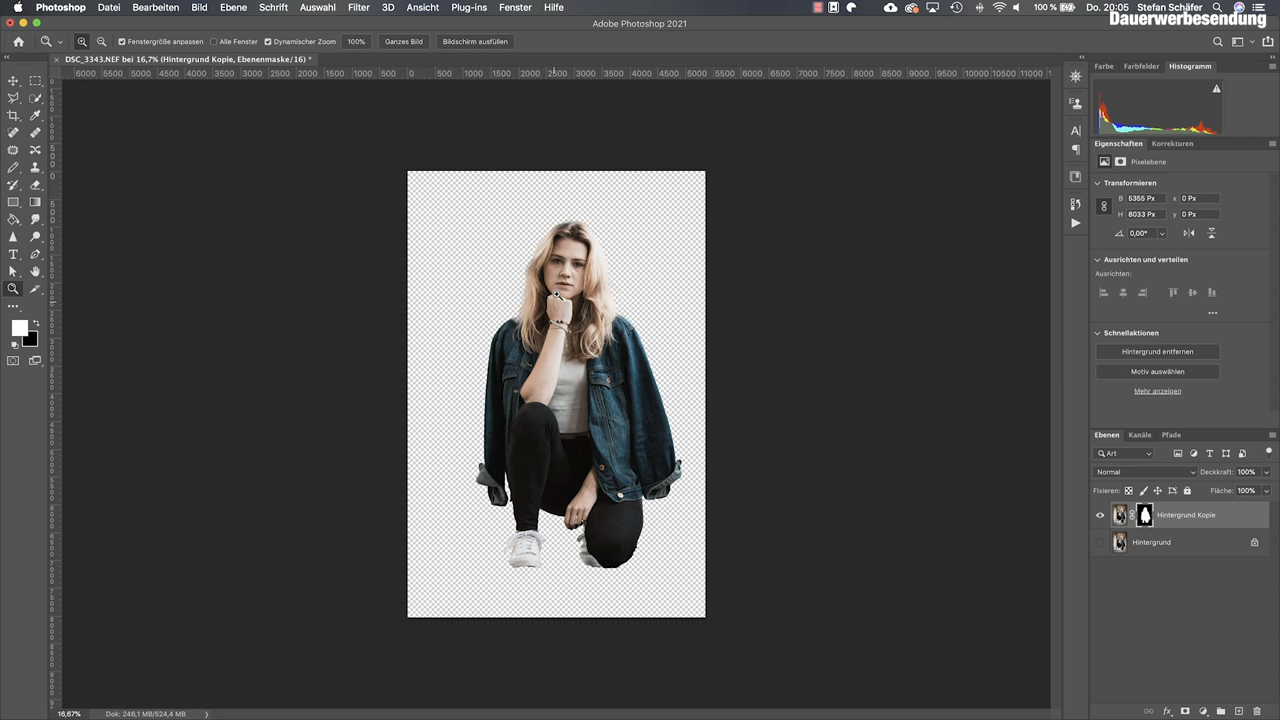 Photoshop Datei Bearbeiten Bild Ebene Schrift Auswahl Filter 3D Ansicht Plug-ins Fenster Hilfe 100 % Do. 20:05 Stefan Schäfer
Dauerwerbesendung
Adobe Photoshop 2021
Fenstergröße anpassen Alle Fenster Dynamischer Zoom 100% Ganzes Bild Bildschirm ausfüllen
DSC_3343.NEF bei 16,7% (Hintergrund Kopie, Ebenenmaske/16) *
6000 5500 5000 4500 4000 3500 3000 2500 2000 1500 1000 500 0 500 1000 1500 2000 2500 3000 3500 4000 4500 5000 5500 6000 6500 7000 7500 8000 8500 9000 9500 10000 10500 11000
Farbe Farbfelder Histogramm
Eigenschaften Korrekturen
Pixelebene
Transformieren
B 5355 Px x 0 Px
H 8033 Px y 0 Px
0,00°
Ausrichten und verteilen
Ausrichten:
Schnellaktionen
Hintergrund entfernen
Motiv auswählen
Mehr anzeigen
Ebenen Kanäle Pfade
Art
Normal Deckkraft: 100%
Fixieren: Fläche: 100%
Hintergrund Kopie
Hintergrund
16,67% Dok: 246,1 MB/524,4 MB